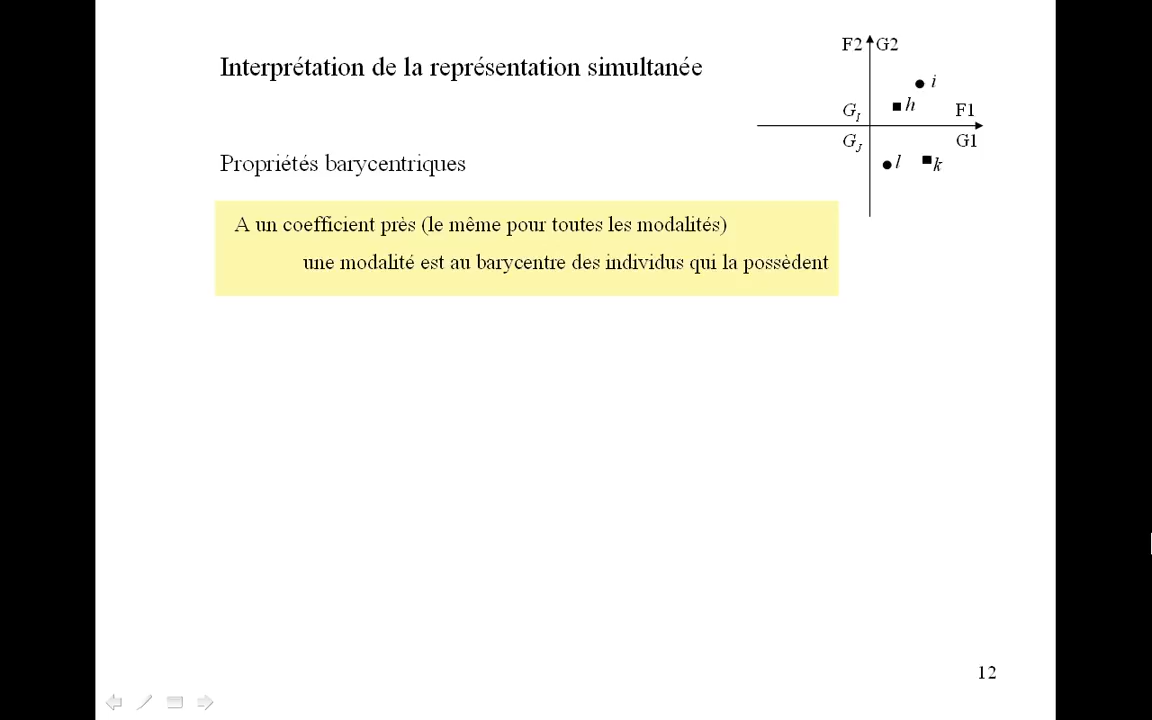 Interprétation de la représentation simultanée
F2 G2
i
h
G_I F1
G_J G1
l k
Propriétés barycentriques
A un coefficient près (le même pour toutes les modalités)
une modalité est au barycentre des individus qui la possèdent
12